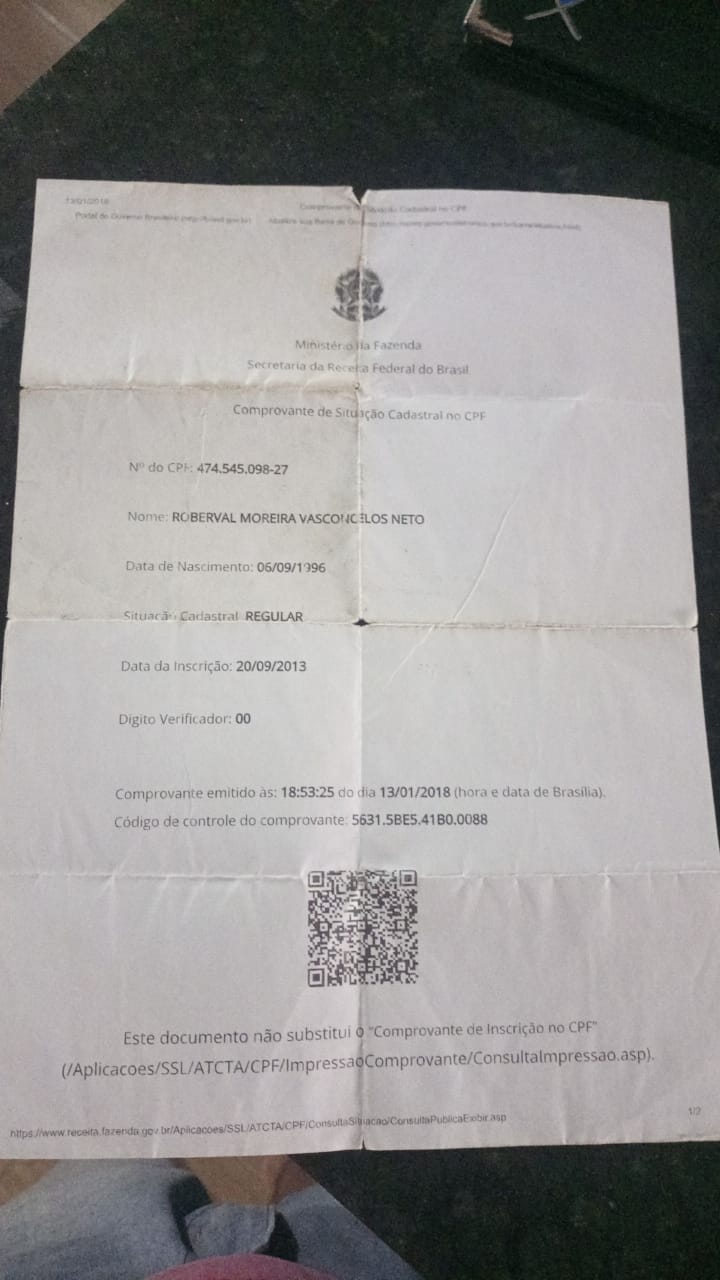 13/01/2018 Comprovante de Situação Cadastral no CPF
Portal do Governo Brasileiro (http://brasil.gov.br)
Ministério da Fazenda
Secretaria da Receita Federal do Brasil
Comprovante de Situação Cadastral no CPF
Nº do CPF: 474.545.098-27
Nome: ROBERVAL MOREIRA VASCONCELOS NETO
Data de Nascimento: 06/09/1996
Situação Cadastral REGULAR
Data da Inscrição: 20/09/2013
Digito Verificador: 00
Comprovante emitido às: 18:53:25 do dia 13/01/2018 (hora e data de Brasília).
Código de controle do comprovante: 5631.5BE5.41B0.0088
Este documento não substitui o "Comprovante de Inscrição no CPF"
(/Aplicacoes/SSL/ATCTA/CPF/ImpressaoComprovante/ConsultaImpressao.asp).
https://www.receita.fazenda.gov.br/Aplicacoes/SSL/ATCTA/CPF/ConsultaSituacao/ConsultaPublicaExibir.asp 1/2